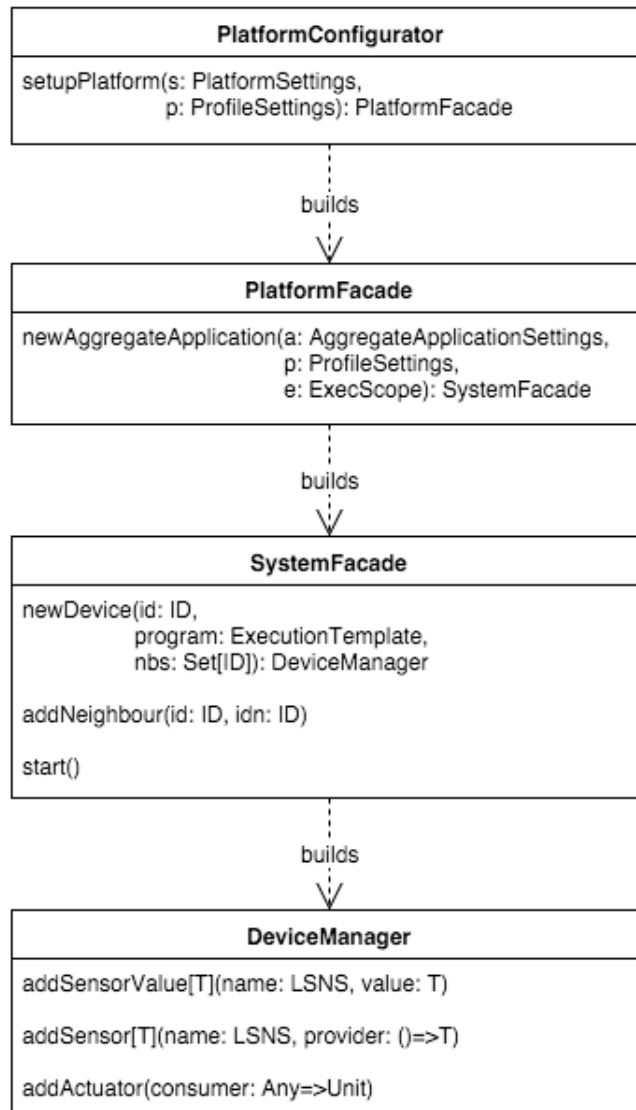 PlatformConfigurator
setupPlatform(s: PlatformSettings,
p: ProfileSettings): PlatformFacade
builds
PlatformFacade
newAggregateApplication(a: AggregateApplicationSettings,
p: ProfileSettings,
e: ExecScope): SystemFacade
builds
SystemFacade
newDevice(id: ID,
program: ExecutionTemplate,
nbs: Set[ID]): DeviceManager
addNeighbour(id: ID, idn: ID)
start()
builds
DeviceManager
addSensorValue[T](name: LSNS, value: T)
addSensor[T](name: LSNS, provider: ()=>T)
addActuator(consumer: Any=>Unit)